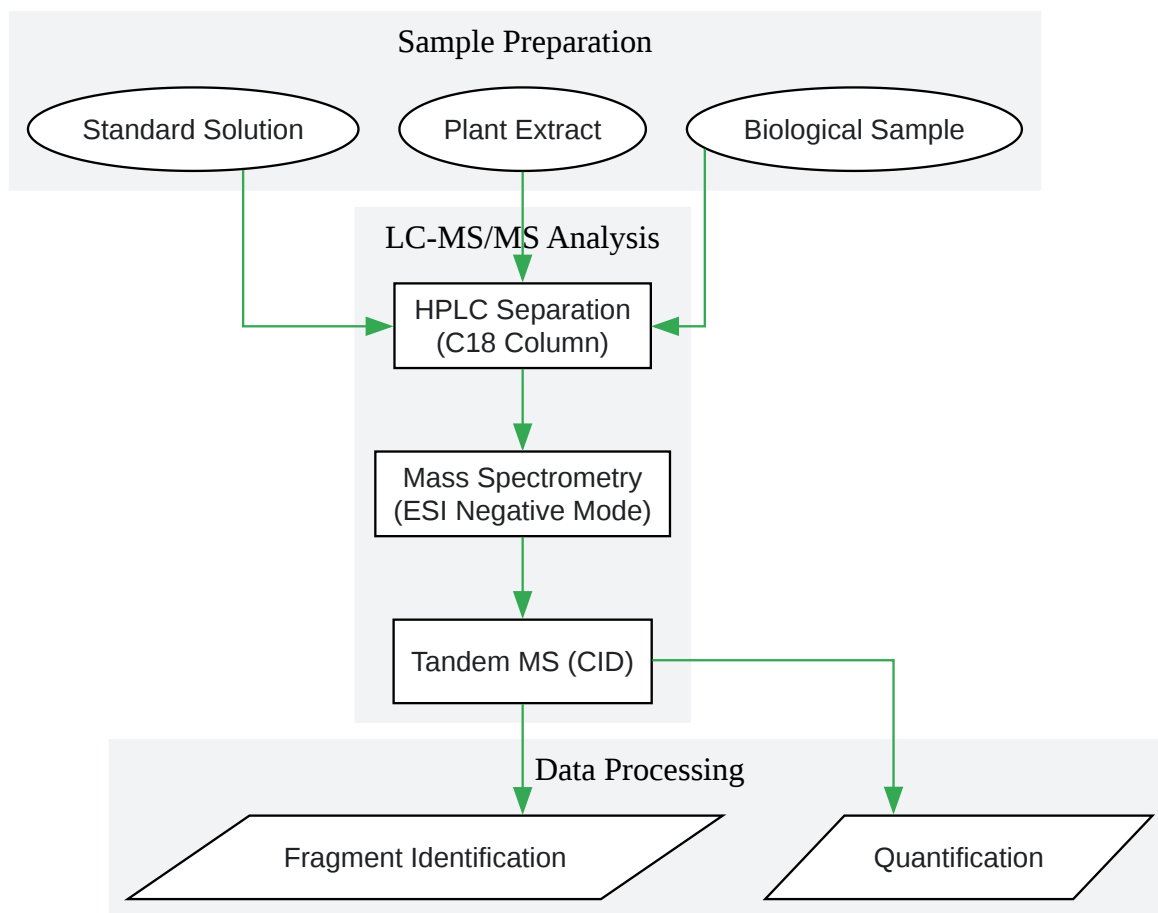 Sample Preparation
Standard Solution
Plant Extract
Biological Sample
LC-MS/MS Analysis
HPLC Separation
(C18 Column)
Mass Spectrometry
(ESI Negative Mode)
Tandem MS (CID)
Data Processing
Fragment Identification
Quantification